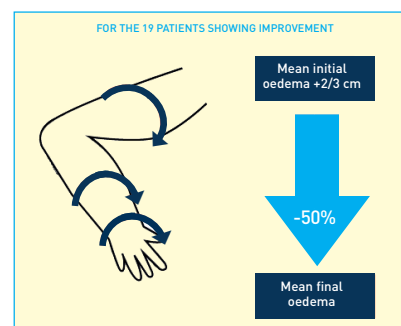 FOR THE 19 PATIENTS SHOWING IMPROVEMENT
Mean initial
oedema +2/3 cm
-50%
Mean final
oedema